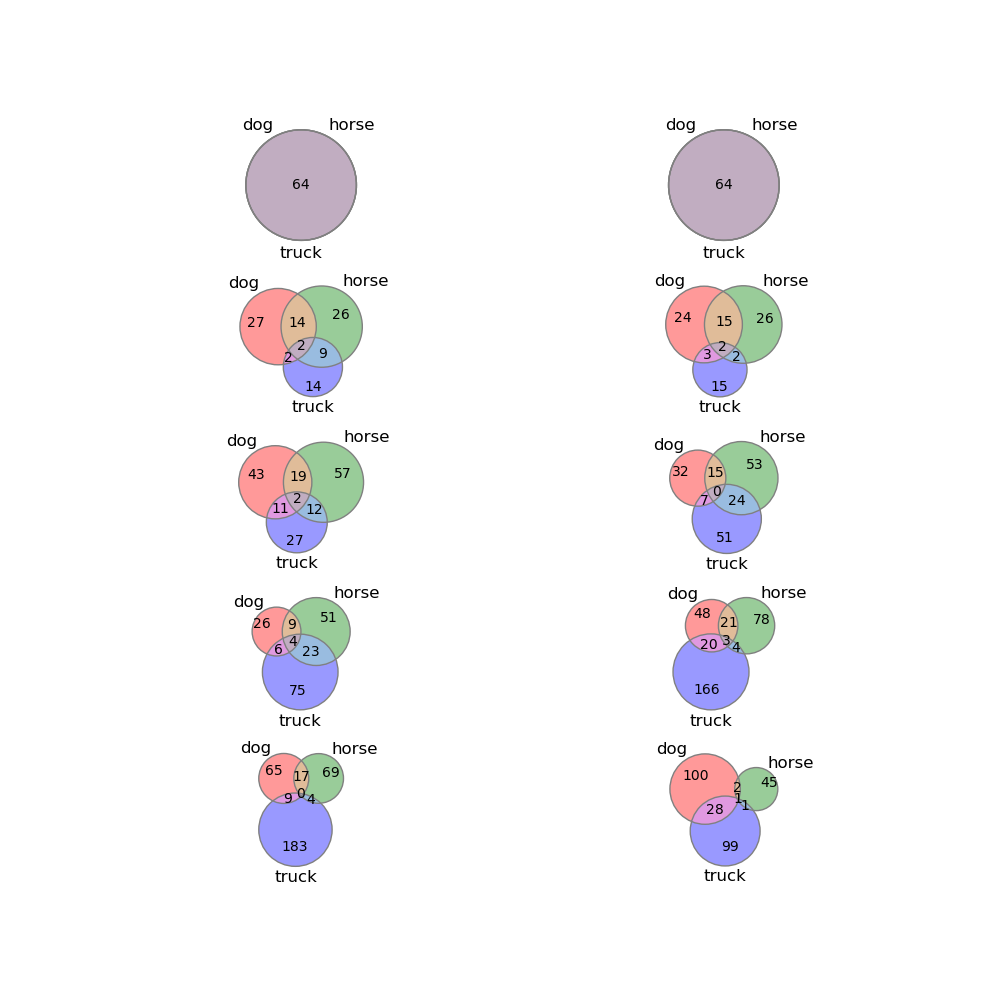 dog horse
64
truck
dog horse
64
truck
dog horse
27 14 26
2
2 9
14
truck
dog horse
24 15 26
2
3 2
15
truck
dog horse
43 19 57
2
11 12
27
truck
dog horse
32 15 53
0
7 24
51
truck
dog horse
26 9 51
4
6 23
75
truck
dog horse
48 21 78
3
20 4
166
truck
dog horse
65 17 69
0
9 4
183
truck
dog horse
100 2 45
1
28 1
99
truck